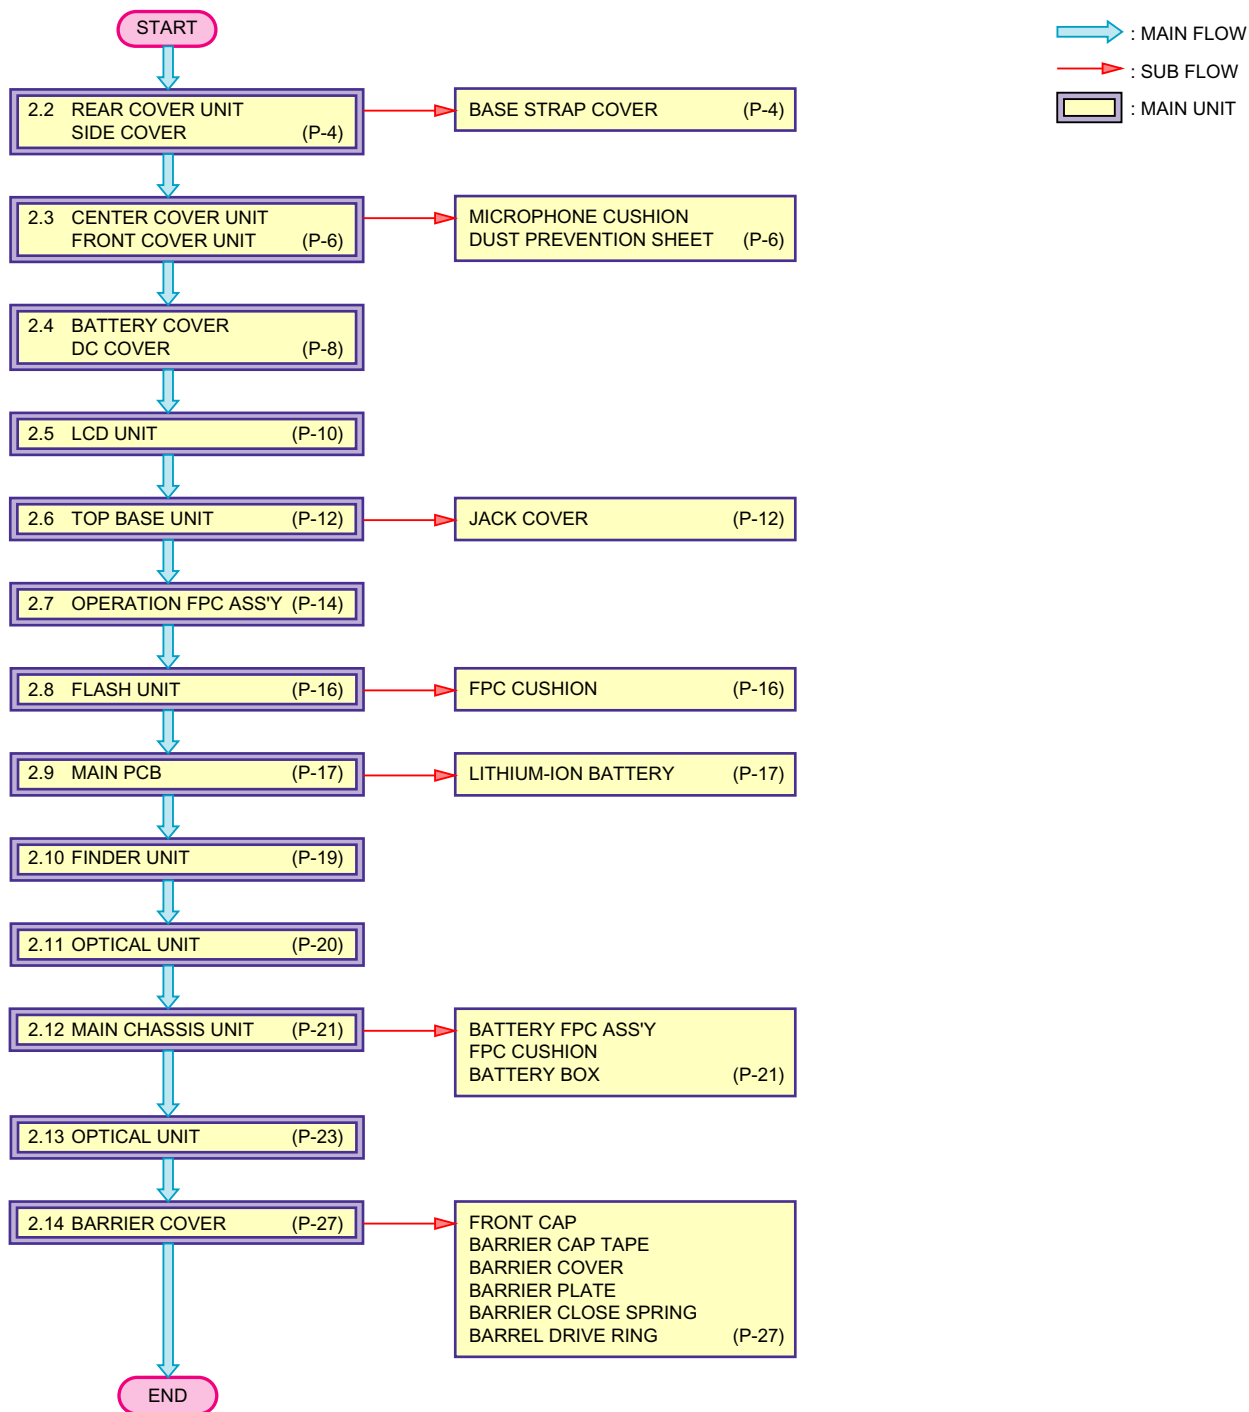 START
: MAIN FLOW
: SUB FLOW
: MAIN UNIT
2.2 REAR COVER UNIT
SIDE COVER (P-4)
BASE STRAP COVER (P-4)
2.3 CENTER COVER UNIT
FRONT COVER UNIT (P-6)
MICROPHONE CUSHION
DUST PREVENTION SHEET (P-6)
2.4 BATTERY COVER
DC COVER (P-8)
2.5 LCD UNIT (P-10)
2.6 TOP BASE UNIT (P-12)
JACK COVER (P-12)
2.7 OPERATION FPC ASS'Y (P-14)
2.8 FLASH UNIT (P-16)
FPC CUSHION (P-16)
2.9 MAIN PCB (P-17)
LITHIUM-ION BATTERY (P-17)
2.10 FINDER UNIT (P-19)
2.11 OPTICAL UNIT (P-20)
2.12 MAIN CHASSIS UNIT (P-21)
BATTERY FPC ASS'Y
FPC CUSHION
BATTERY BOX (P-21)
2.13 OPTICAL UNIT (P-23)
2.14 BARRIER COVER (P-27)
FRONT CAP
BARRIER CAP TAPE
BARRIER COVER
BARRIER PLATE
BARRIER CLOSE SPRING
BARREL DRIVE RING (P-27)
END